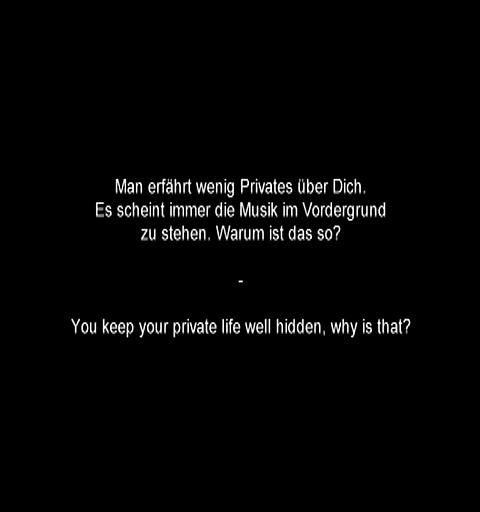 Man erfährt wenig Privates über Dich.
Es scheint immer die Musik im Vordergrund
zu stehen. Warum ist das so?
-
You keep your private life well hidden, why is that?